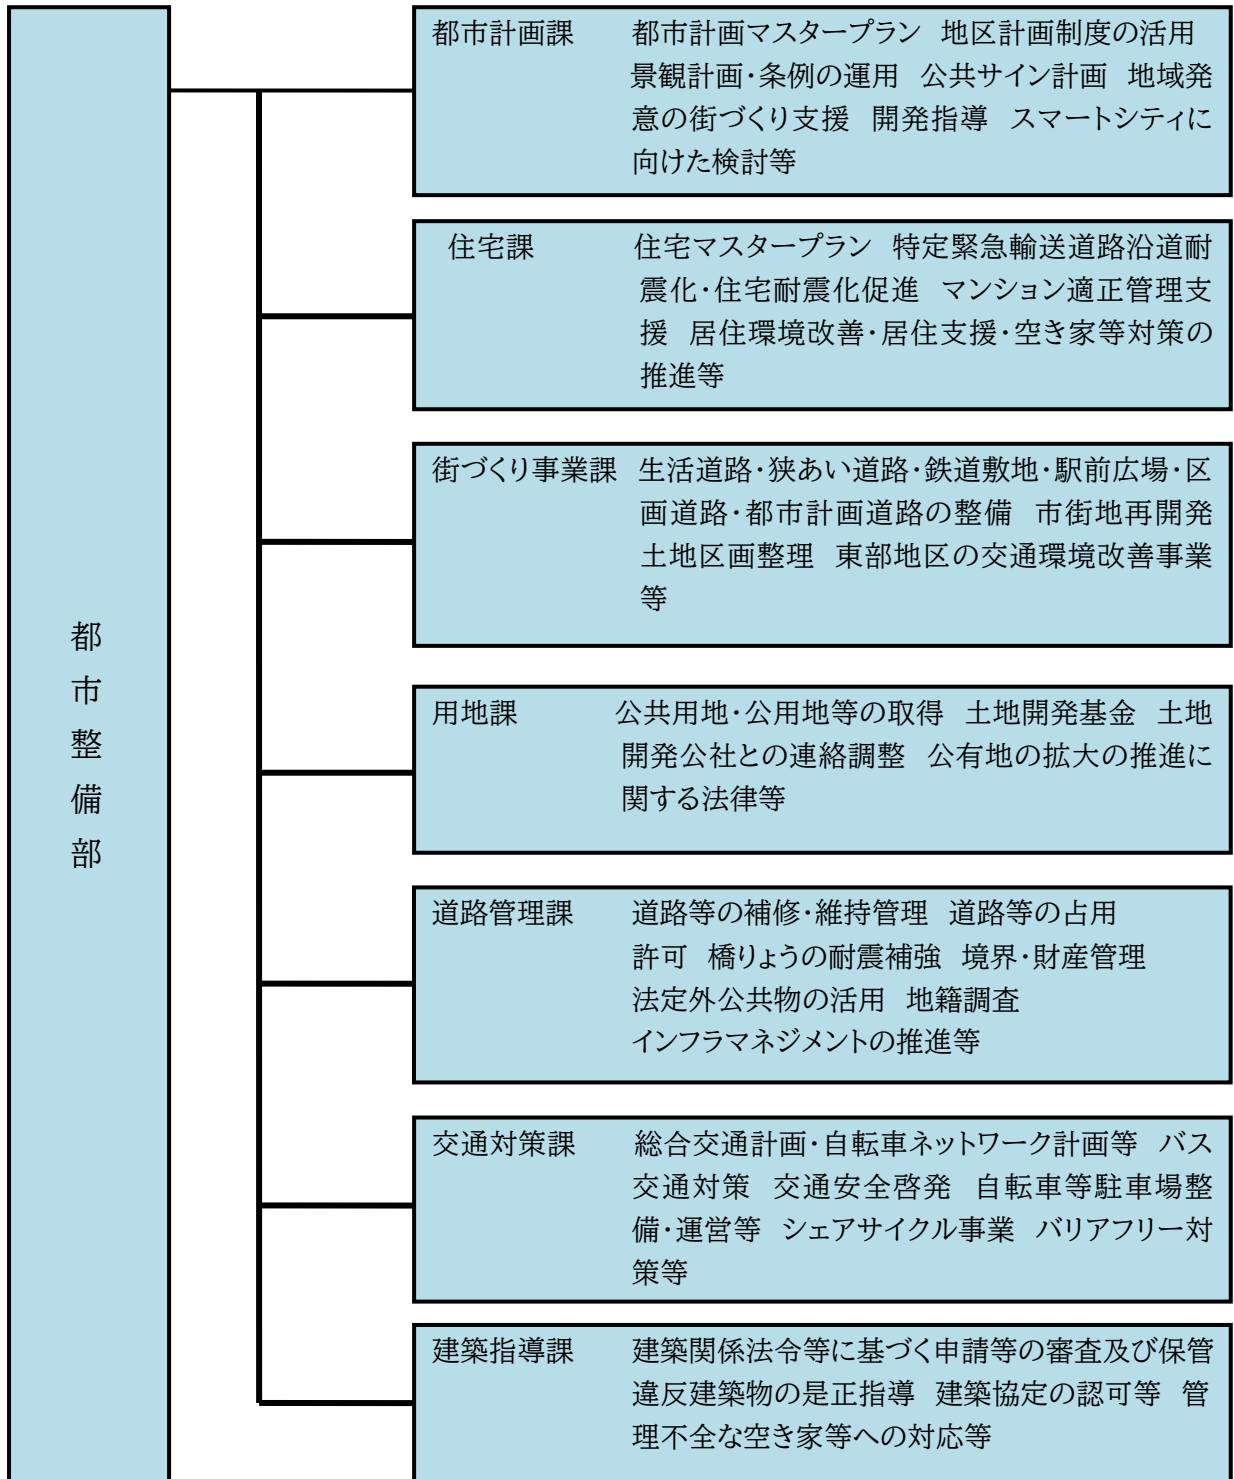 都市整備部
都市計画課 都市計画マスタープラン 地区計画制度の活用
景観計画・条例の運用 公共サイン計画 地域発
意の街づくり支援 開発指導 スマートシティに
向けた検討等
住宅課 住宅マスタープラン 特定緊急輸送道路沿道耐
震化・住宅耐震化促進 マンション適正管理支
援 居住環境改善・居住支援・空き家等対策の
推進等
街づくり事業課 生活道路・狭あい道路・鉄道敷地・駅前広場・区
画道路・都市計画道路の整備 市街地再開発
土地区画整理 東部地区の交通環境改善事業
等
用地課 公共用地・公用地等の取得 土地開発基金 土地
開発公社との連絡調整 公有地の拡大の推進に
関する法律等
道路管理課 道路等の補修・維持管理 道路等の占用
許可 橋りょうの耐震補強 境界・財産管理
法定外公共物の活用 地籍調査
インフラマネジメントの推進等
交通対策課 総合交通計画・自転車ネットワーク計画等 バス
交通対策 交通安全啓発 自転車等駐車場整
備・運営等 シェアサイクル事業 バリアフリー対
策等
建築指導課 建築関係法令等に基づく申請等の審査及び保管
違反建築物の是正指導 建築協定の認可等 管
理不全な空き家等への対応等